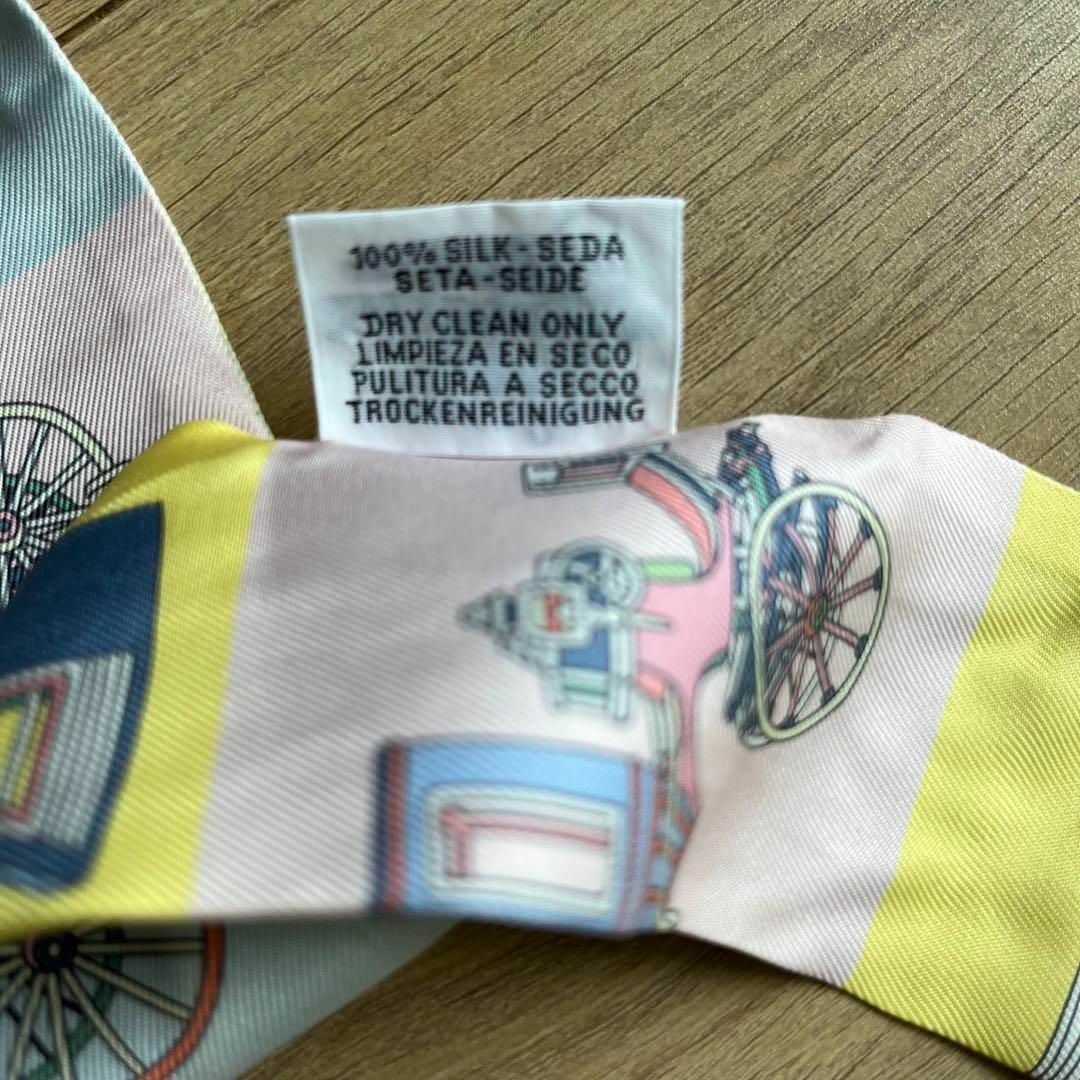 100% SILK - SEDA
SETA - SEIDE
DRY CLEAN ONLY
LIMPIEZA EN SECO
PULITURA A SECCO
TROCKENREINIGUNG